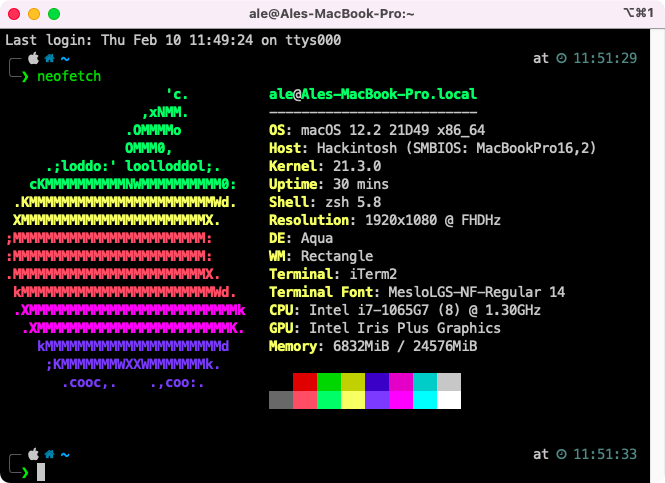 ale@Ales-MacBook-Pro:~
⌥⌘1
Last login: Thu Feb 10 11:49:24 on ttys000
~ at 11:51:29
❯ neofetch
'c. ale@Ales-MacBook-Pro.local
,xNMM. --------------------------
.OMMMMo OS: macOS 12.2 21D49 x86_64
OMMM0, Host: Hackintosh (SMBIOS: MacBookPro16,2)
.;loddo:' loolloddol;. Kernel: 21.3.0
cKMMMMMMMMMMNWMMMMMMMMMM0: Uptime: 30 mins
.KMMMMMMMMMMMMMMMMMMMMMMMWd. Shell: zsh 5.8
XMMMMMMMMMMMMMMMMMMMMMMMX. Resolution: 1920x1080 @ FHDHz
;MMMMMMMMMMMMMMMMMMMMMMMM: DE: Aqua
:MMMMMMMMMMMMMMMMMMMMMMMM: WM: Rectangle
.MMMMMMMMMMMMMMMMMMMMMMMMX. Terminal: iTerm2
kMMMMMMMMMMMMMMMMMMMMMMMMWd. Terminal Font: MesloLGS-NF-Regular 14
.XMMMMMMMMMMMMMMMMMMMMMMMMMMk CPU: Intel i7-1065G7 (8) @ 1.30GHz
.XMMMMMMMMMMMMMMMMMMMMMMMMK. GPU: Intel Iris Plus Graphics
kMMMMMMMMMMMMMMMMMMMMMMd Memory: 6832MiB / 24576MiB
;KMMMMMMMWXXWMMMMMMMk.
.cooc,. .,coo:.
~ at 11:51:33
❯